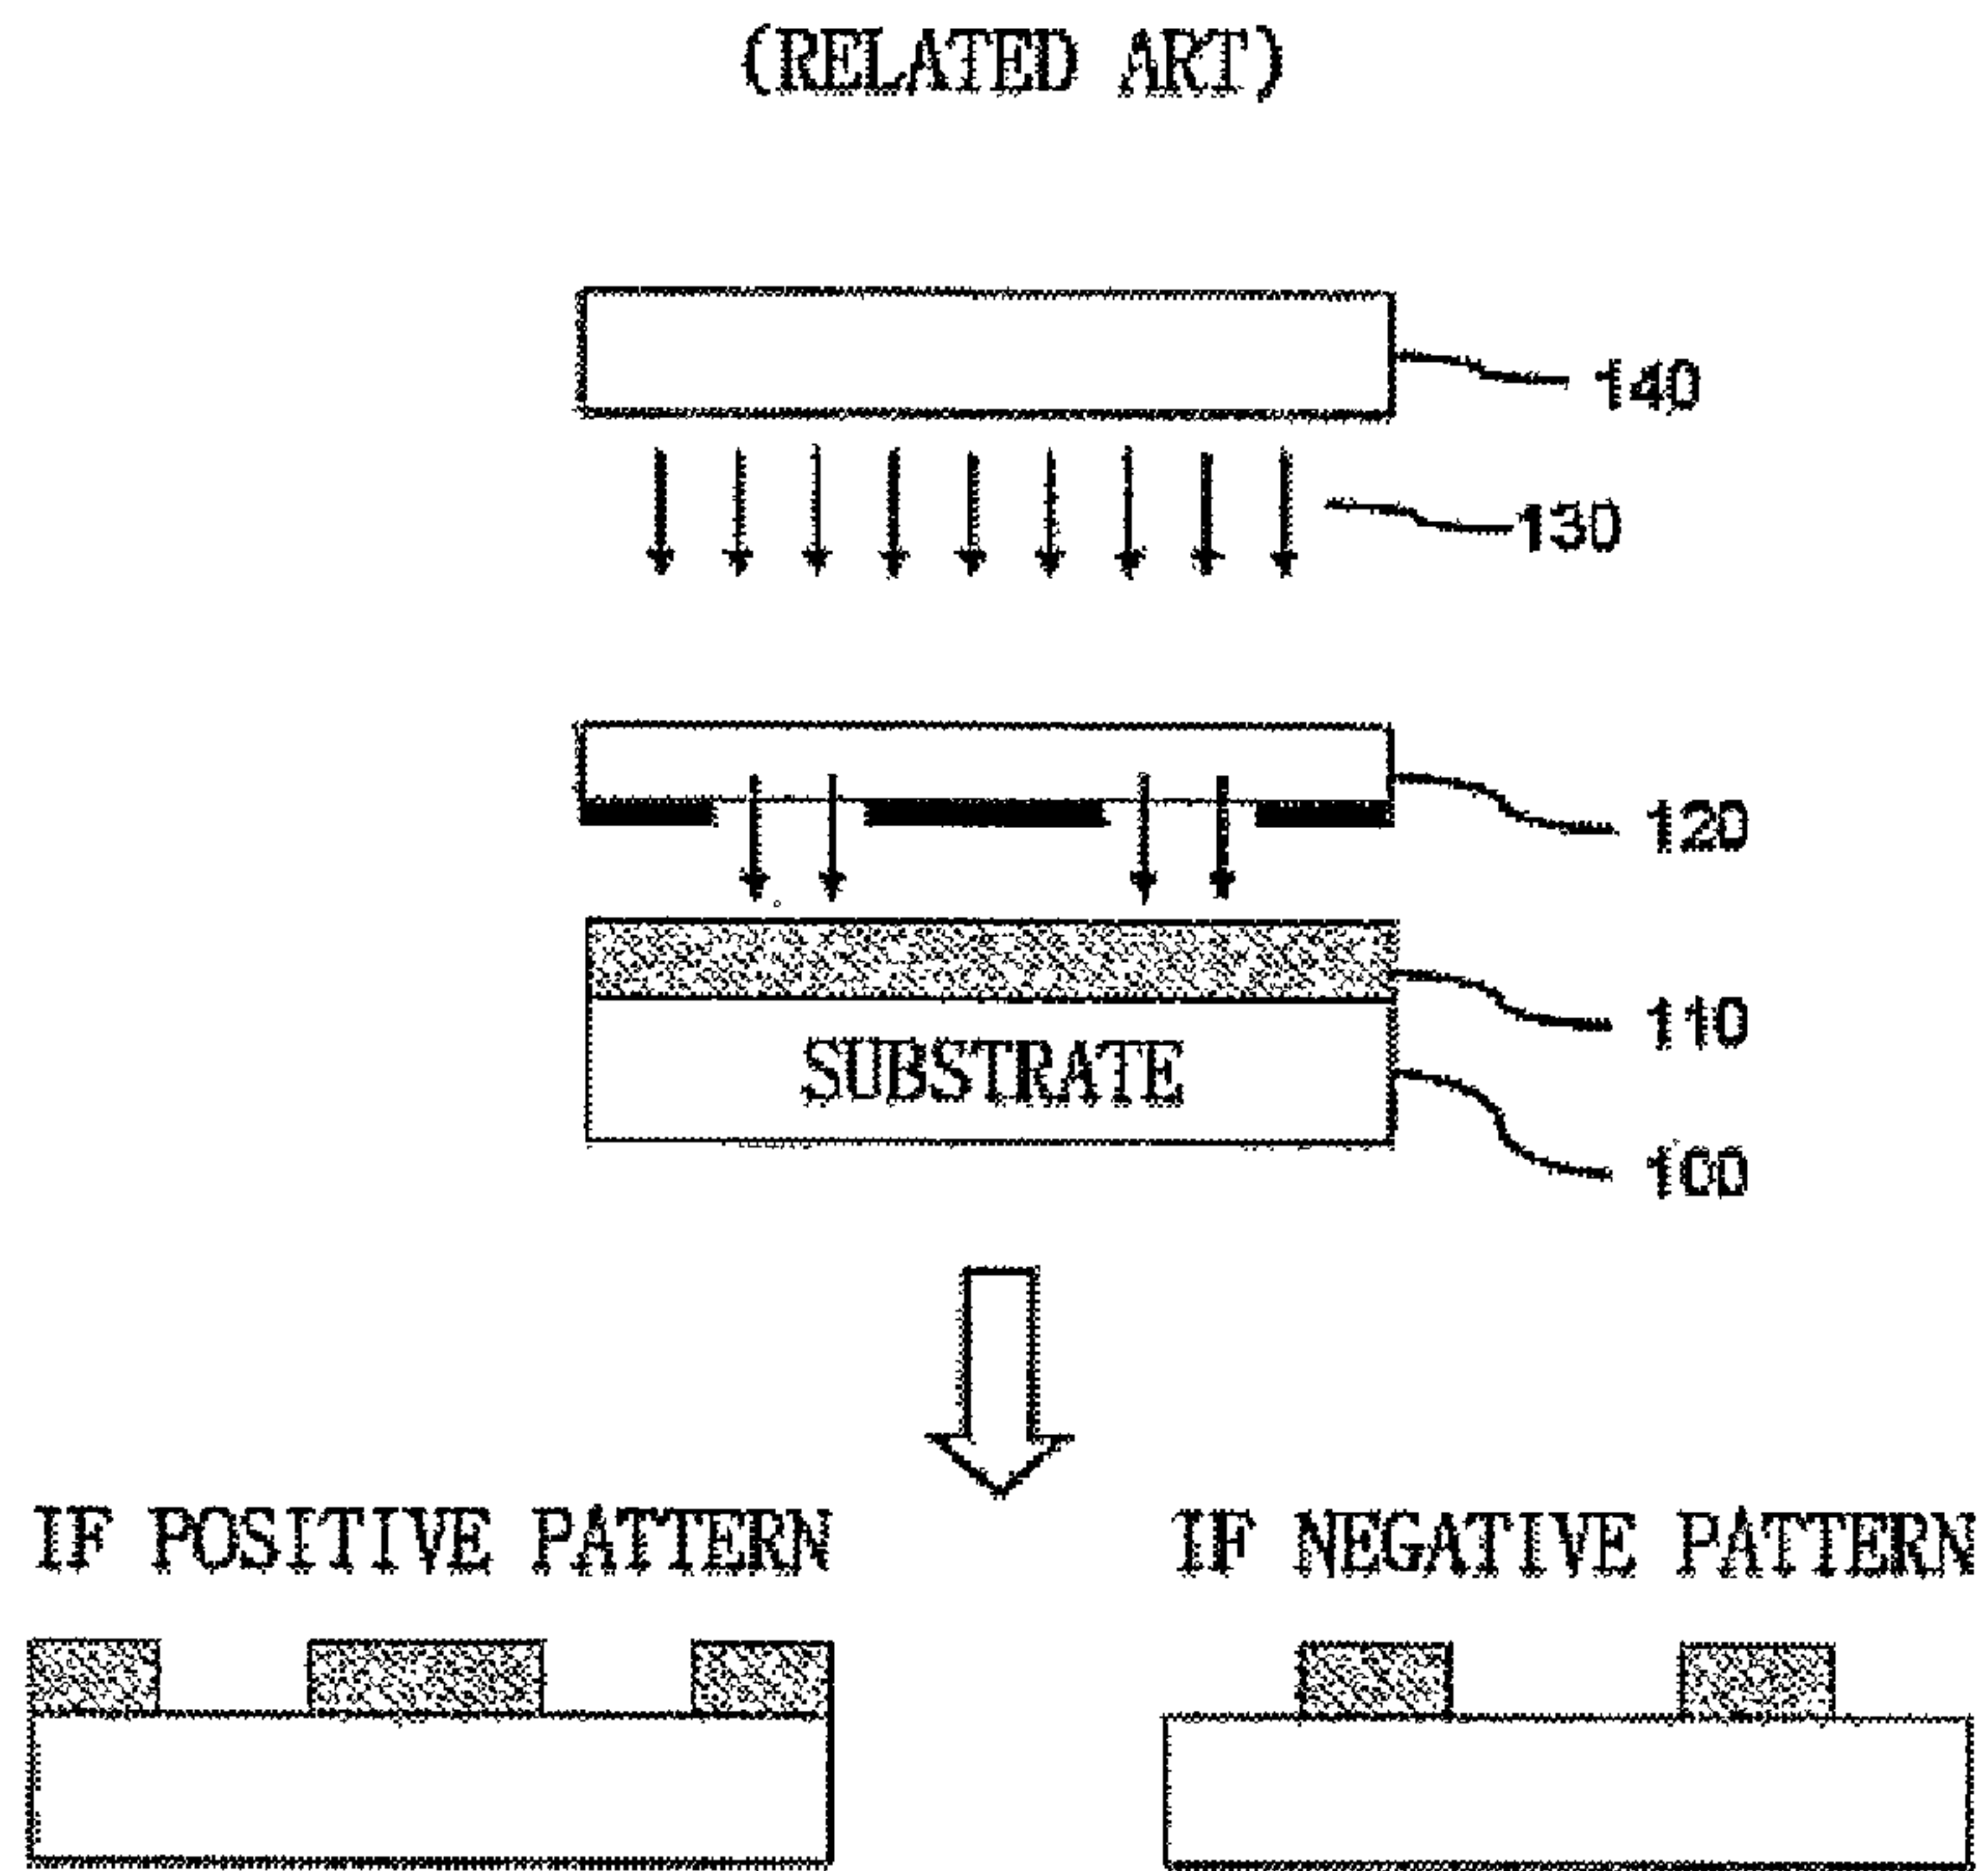 (RELATED ART)
140
130
120
110
SUBSTRATE
100
IF POSITIVE PATTERN
IF NEGATIVE PATTERN